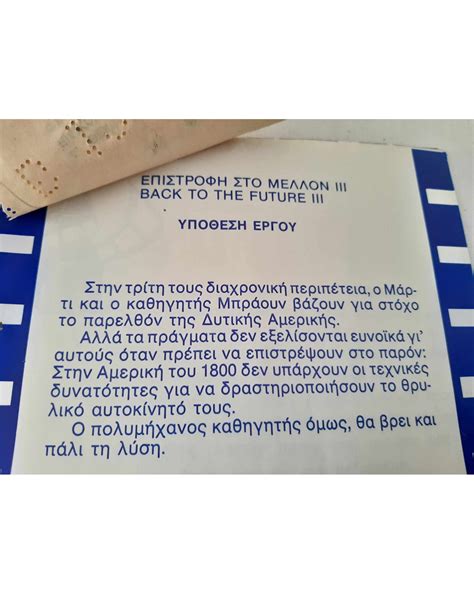 ΕΠΙΣΤΡΟΦΗ ΣΤΟ ΜΕΛΛΟΝ ΙΙΙ
BACK TO THE FUTURE III
ΥΠΟΘΕΣΗ ΕΡΓΟΥ
Στην τρίτη τους διαχρονική περιπέτεια, ο Μάρ-
τι και ο καθηγητής Μπράουν βάζουν για στόχο
το παρελθόν της Δυτικής Αμερικής.
Αλλά τα πράγματα δεν εξελίσονται ευνοϊκά γι'
αυτούς όταν πρέπει να επιστρέψουν στο παρόν:
Στην Αμερική του 1800 δεν υπάρχουν οι τεχνικές
δυνατότητες για να δραστηριοποιήσουν το θρυ-
λικό αυτοκίνητό τους.
Ο πολυμήχανος καθηγητής όμως, θα βρει και
πάλι τη λύση.